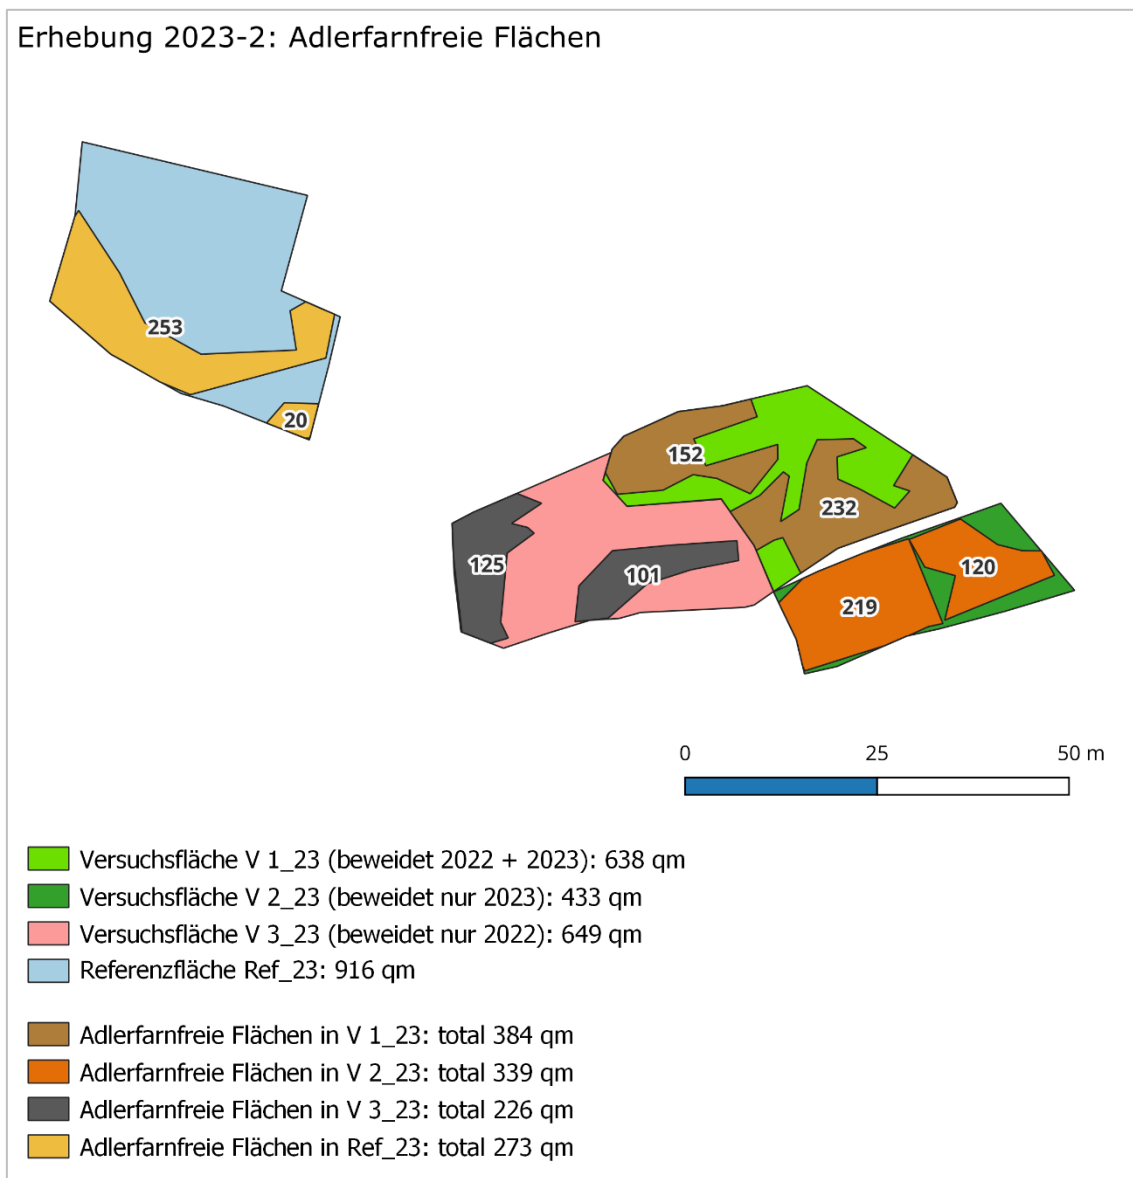 Erhebung 2023-2: Adlerfarnfreie Flächen
253
20
152
232
125
101
120
219
0 25 50 m
Versuchsfläche V 1_23 (beweidet 2022 + 2023): 638 qm
Versuchsfläche V 2_23 (beweidet nur 2023): 433 qm
Versuchsfläche V 3_23 (beweidet nur 2022): 649 qm
Referenzfläche Ref_23: 916 qm
Adlerfarnfreie Flächen in V 1_23: total 384 qm
Adlerfarnfreie Flächen in V 2_23: total 339 qm
Adlerfarnfreie Flächen in V 3_23: total 226 qm
Adlerfarnfreie Flächen in Ref_23: total 273 qm